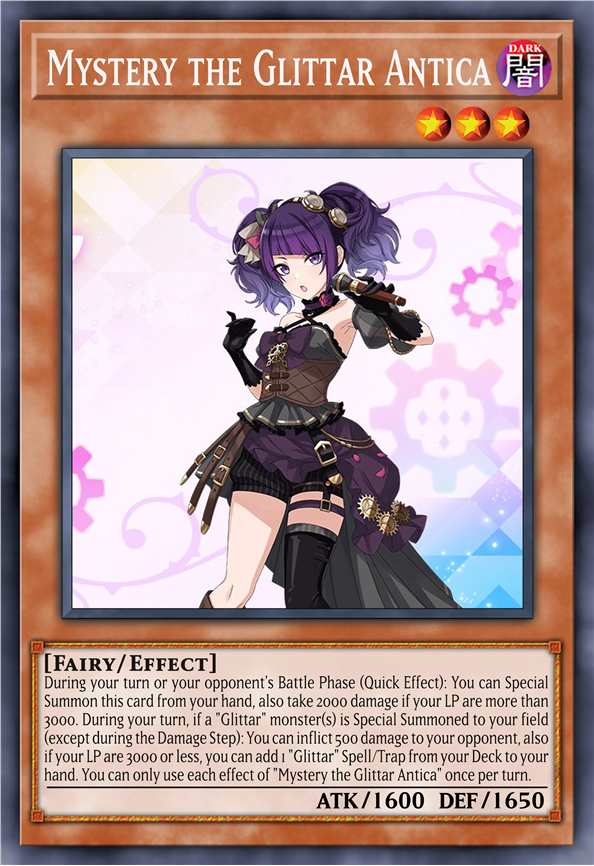 Mystery the Glittar Antica
DARK
闇
[Fairy/Effect]
During your turn or your opponent's Battle Phase (Quick Effect): You can Special
Summon this card from your hand, also take 2000 damage if your LP are more than
3000. During your turn, if a "Glittar" monster(s) is Special Summoned to your field
(except during the Damage Step): You can inflict 500 damage to your opponent, also
if your LP are 3000 or less, you can add 1 "Glittar" Spell/Trap from your Deck to your
hand. You can only use each effect of "Mystery the Glittar Antica" once per turn.
ATK/1600 DEF/1650